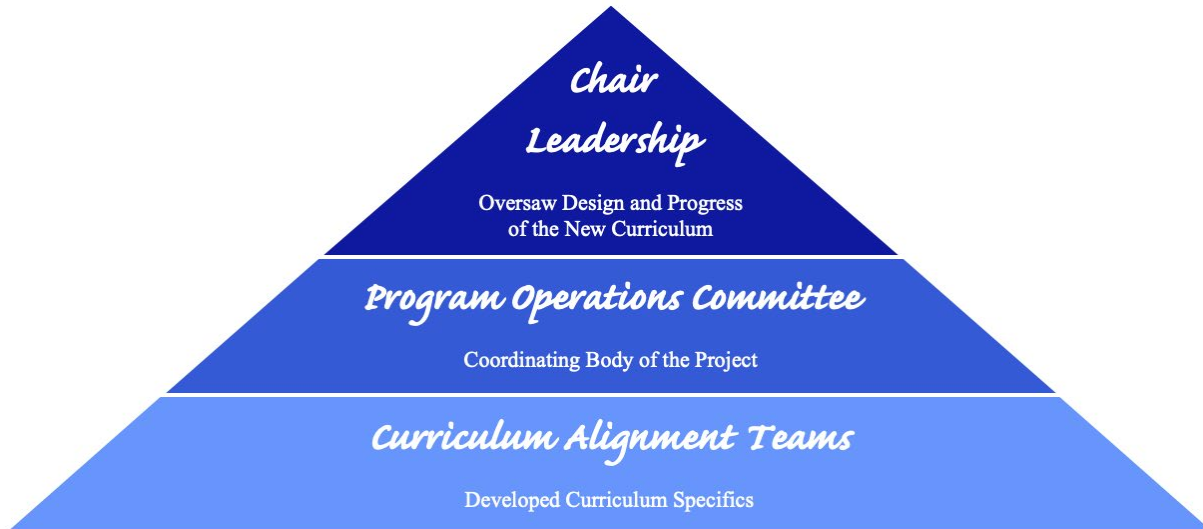 Chair
Leadership
Oversaw Design and Progress
of the New Curriculum
Program Operations Committee
Coordinating Body of the Project
Curriculum Alignment Teams
Developed Curriculum Specifics